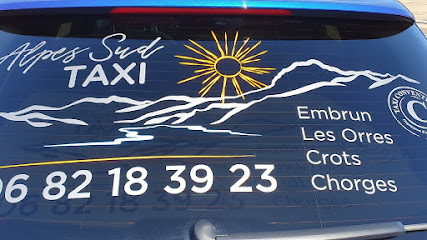 Alpes Sud
TAXI
Embrun
Les Orres
Crots
Chorges
06 82 18 39 23